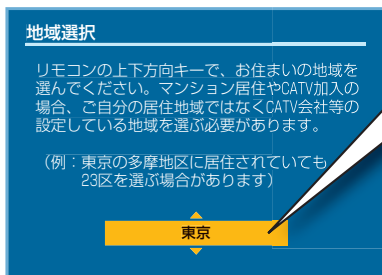 地域選択
リモコンの上下方向キーで、お住まいの地域を
選んでください。マンション居住やCATV加入の
場合、ご自分の居住地域ではなくCATV会社等の
設定している地域を選ぶ必要があります。
（例：東京の多摩地区に居住されていても
23区を選ぶ場合があります）
東京